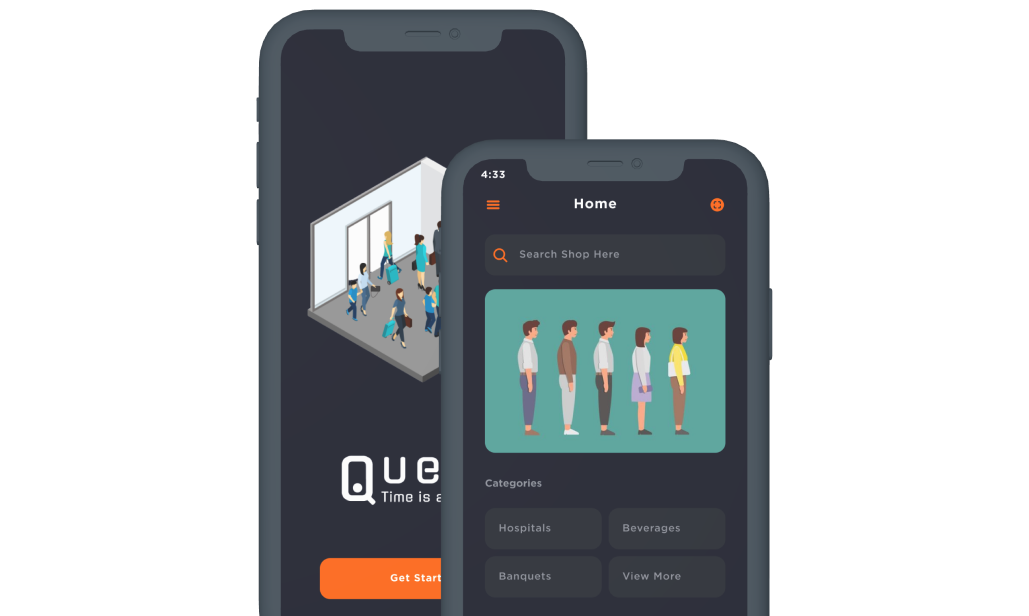 Que
Time is a
Get Start
4:33
Home
Search Shop Here
Categories
Hospitals
Beverages
Banquets
View More